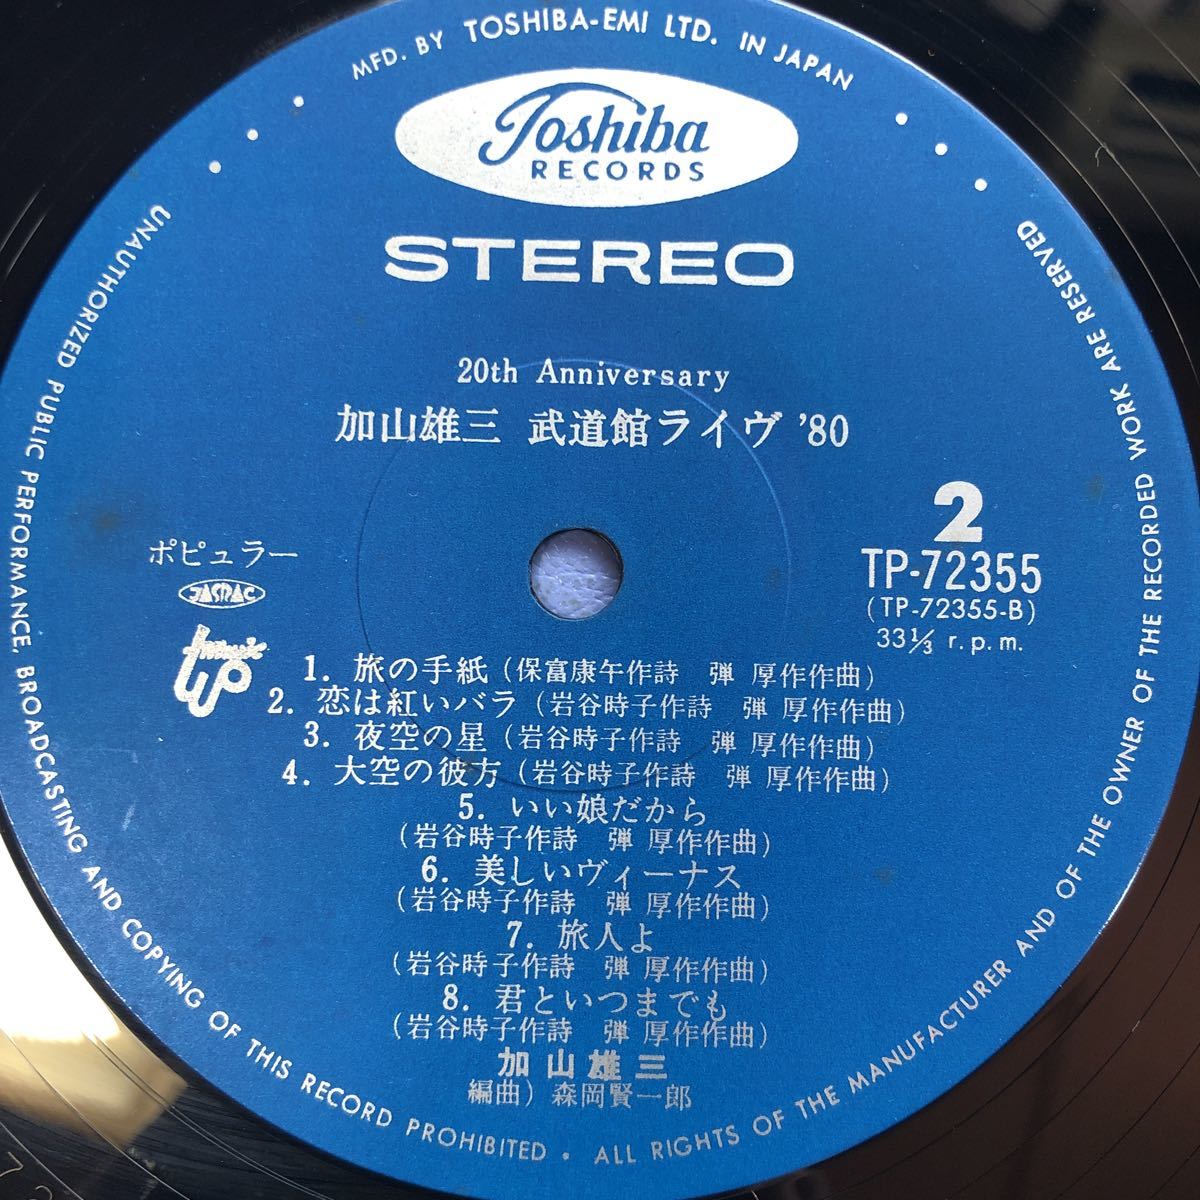 MFD. BY TOSHIBA-EMI LTD. IN JAPAN
Toshiba
RECORDS
STEREO
20th Anniversary
加山雄三 武道館ライヴ '80
2
TP-72355
(TP-72355-B)
33⅓ r.p.m.
ポピュラー
JASRAC
1. 旅の手紙 (保富康午作詩 弾 厚作作曲)
2. 恋は紅いバラ (岩谷時子作詩 弾 厚作作曲)
3. 夜空の星 (岩谷時子作詩 弾 厚作作曲)
4. 大空の彼方 (岩谷時子作詩 弾 厚作作曲)
5. いい娘だから
(岩谷時子作詩 弾 厚作作曲)
6. 美しいヴィーナス
(岩谷時子作詩 弾 厚作作曲)
7. 旅人よ
(岩谷時子作詩 弾 厚作作曲)
8. 君といつまでも
(岩谷時子作詩 弾 厚作作曲)
加山雄三
編曲) 森岡賢一郎
UNAUTHORIZED PUBLIC PERFORMANCE, BROADCASTING AND COPYING OF THIS RECORD PROHIBITED • ALL RIGHTS OF THE MANUFACTURER AND OF THE OWNER OF THE RECORDED WORK ARE RESERVED